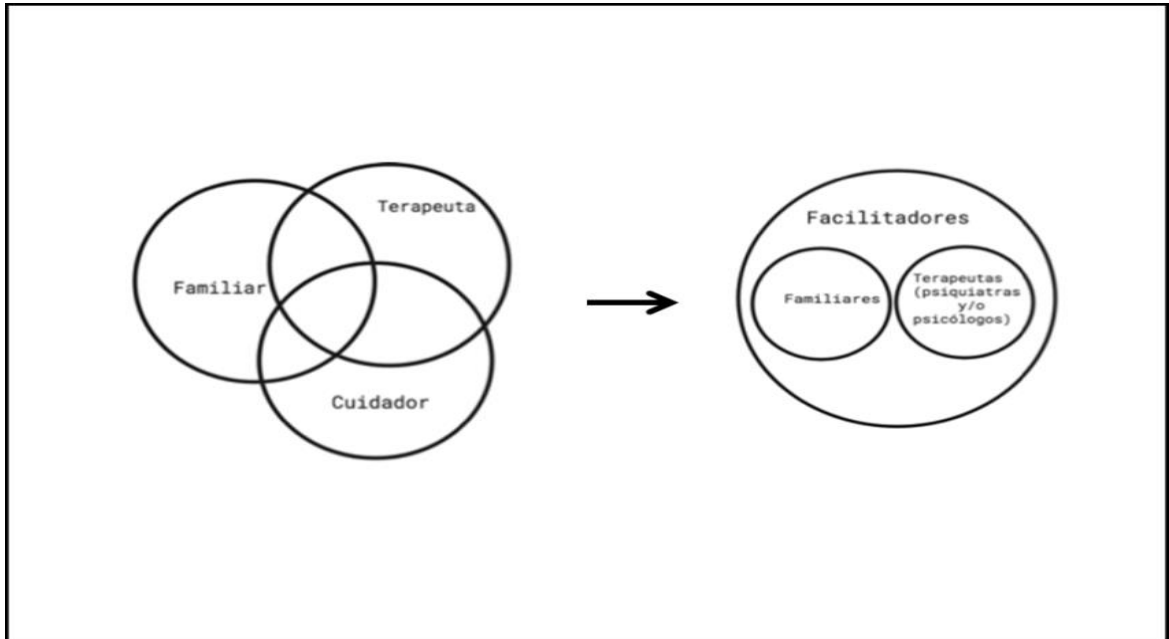 Terapeuta
Familiar
Cuidador
Facilitadores
Familiares
Terapeutas
(psiquiatras
y/o
psicólogos)